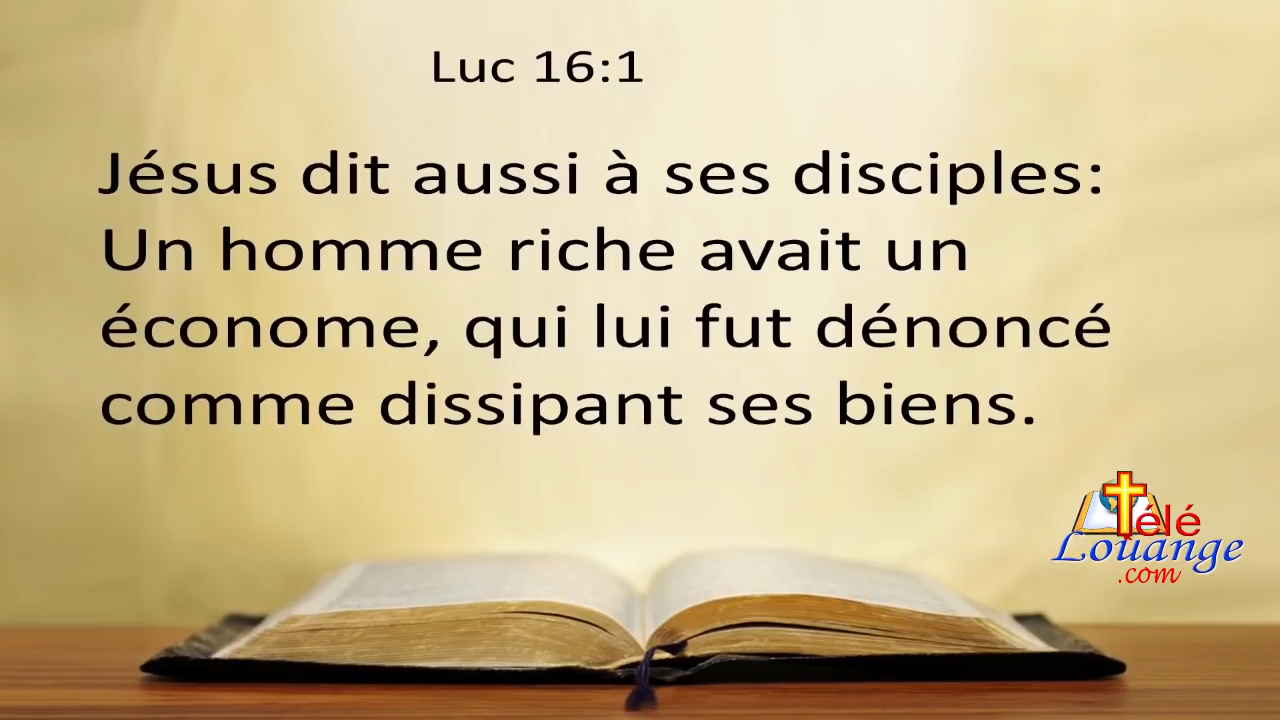 Luc 16:1
Jésus dit aussi à ses disciples:
Un homme riche avait un
économe, qui lui fut dénoncé
comme dissipant ses biens.
Télé
Louange
.com